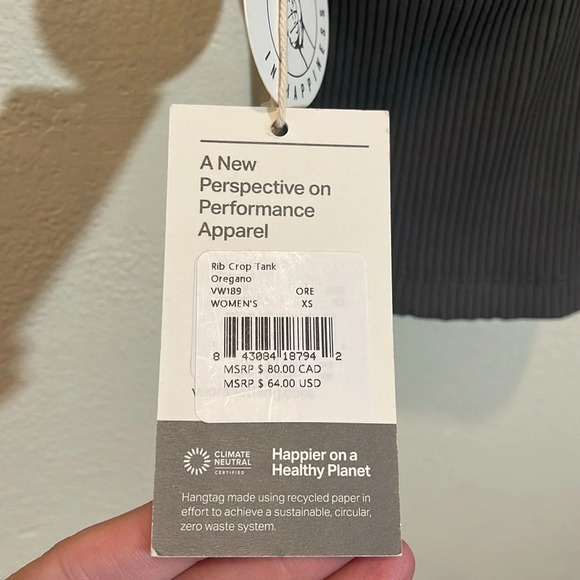 IN HAPPINESS
A New
Perspective on
Performance
Apparel
Rib Crop Tank
Oregano
VW189 ORE
WOMEN'S XS
8 43084 18794 2
MSRP $ 80.00 CAD
MSRP $ 64.00 USD
CLIMATE
NEUTRAL
CERTIFIED
Happier on a
Healthy Planet
Hangtag made using recycled paper in
effort to achieve a sustainable, circular,
zero waste system.